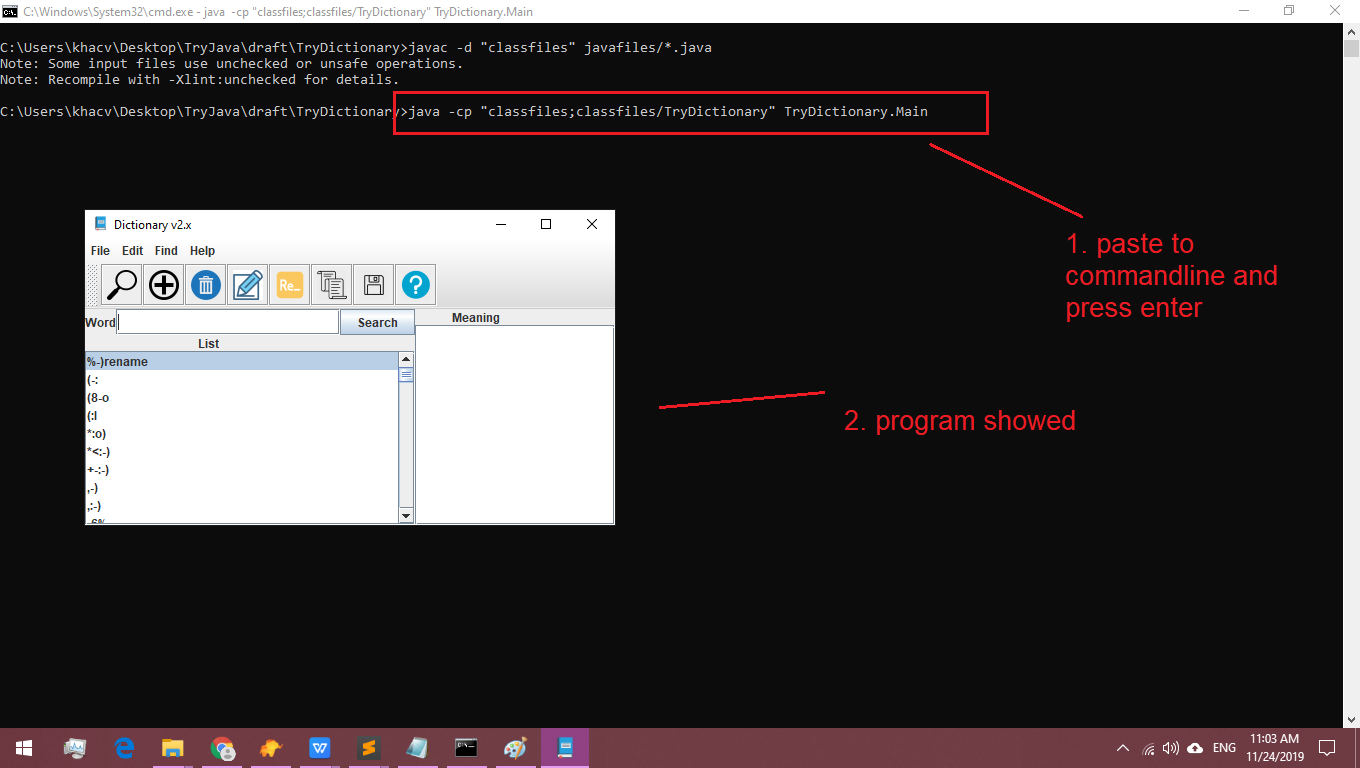 C:\Windows\System32\cmd.exe - java  -cp "classfiles;classfiles/TryDictionary" TryDictionary.Main
C:\Users\khacv\Desktop\TryJava\draft\TryDictionary>javac -d "classfiles" javafiles/*.java
Note: Some input files use unchecked or unsafe operations.
Note: Recompile with -Xlint:unchecked for details.
C:\Users\khacv\Desktop\TryJava\draft\TryDictionary>java -cp "classfiles;classfiles/TryDictionary" TryDictionary.Main
1. paste to
commandline and
press enter
Dictionary v2.x
File Edit Find Help
Re...
Word Search Meaning
List
%-)rename
(-:
(8-o
(:I
*:o)
*<:-)
+-:-)
,-)
,:-)
2. program showed
ENG
11:03 AM
11/24/2019